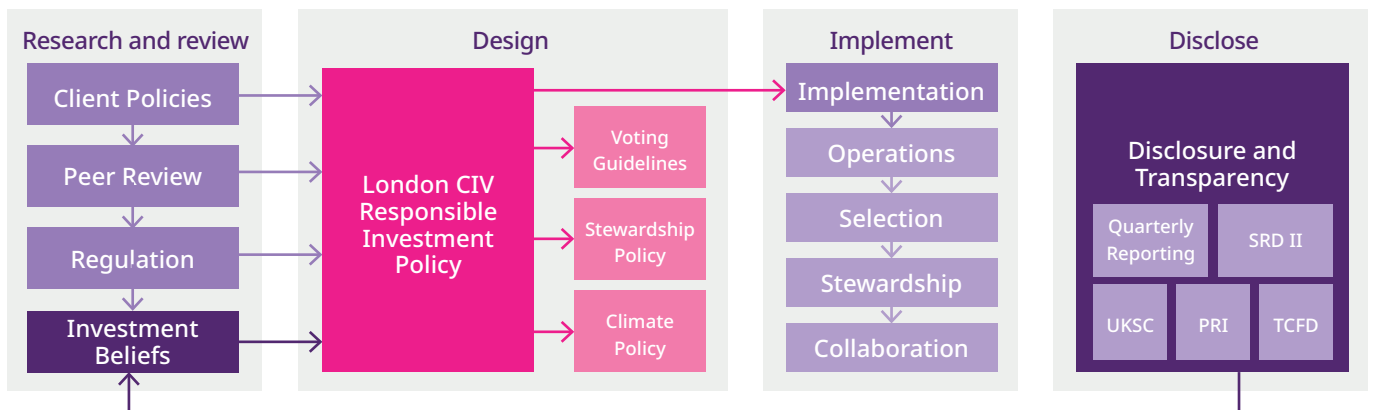 Research and review
Client Policies
Peer Review
Regulation
Investment
Beliefs
Design
London CIV
Responsible
Investment
Policy
Voting
Guidelines
Stewardship
Policy
Climate
Policy
Implement
Implementation
Operations
Selection
Stewardship
Collaboration
Disclose
Disclosure and
Transparency
Quarterly
Reporting
SRD II
UKSC
PRI
TCFD